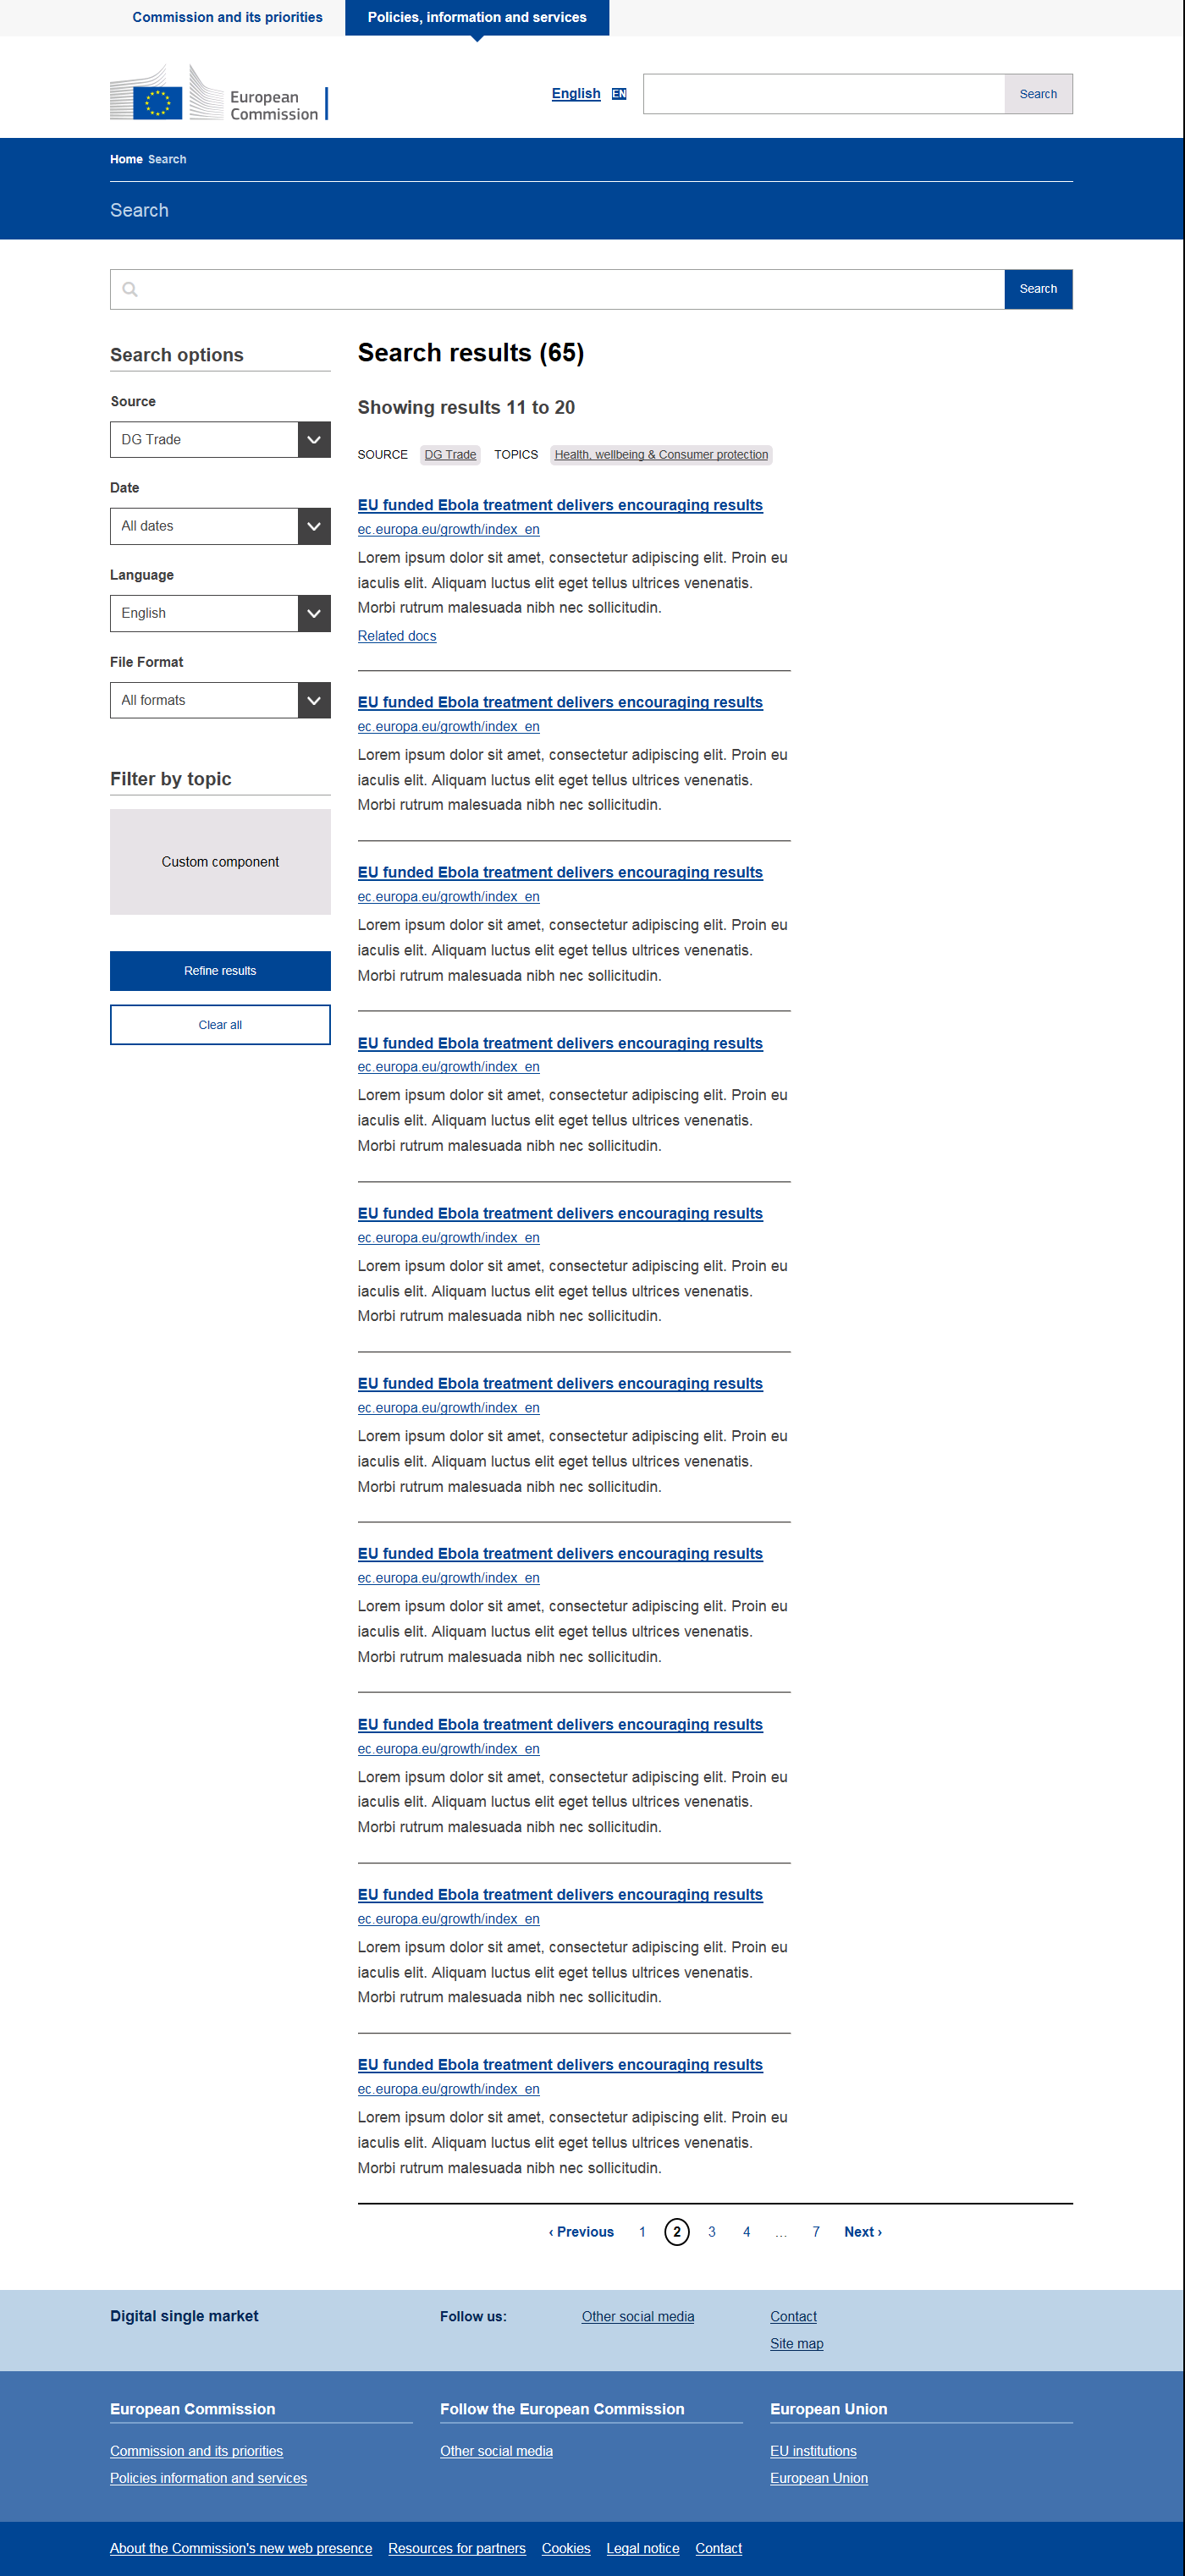 Commission and its priorities Policies, information and services
European
Commission
English EN Search
Home Search
Search
Search
Search options
Source
DG Trade
Date
All dates
Language
English
File Format
All formats
Filter by topic
Custom component
Refine results
Clear all
Search results (65)
Showing results 11 to 20
SOURCE DG Trade TOPICS Health, wellbeing & Consumer protection
EU funded Ebola treatment delivers encouraging results
ec.europa.eu/growth/index_en
Lorem ipsum dolor sit amet, consectetur adipiscing elit. Proin eu
iaculis elit. Aliquam luctus elit eget tellus ultrices venenatis.
Morbi rutrum malesuada nibh nec sollicitudin.
Related docs
EU funded Ebola treatment delivers encouraging results
ec.europa.eu/growth/index_en
Lorem ipsum dolor sit amet, consectetur adipiscing elit. Proin eu
iaculis elit. Aliquam luctus elit eget tellus ultrices venenatis.
Morbi rutrum malesuada nibh nec sollicitudin.
EU funded Ebola treatment delivers encouraging results
ec.europa.eu/growth/index_en
Lorem ipsum dolor sit amet, consectetur adipiscing elit. Proin eu
iaculis elit. Aliquam luctus elit eget tellus ultrices venenatis.
Morbi rutrum malesuada nibh nec sollicitudin.
EU funded Ebola treatment delivers encouraging results
ec.europa.eu/growth/index_en
Lorem ipsum dolor sit amet, consectetur adipiscing elit. Proin eu
iaculis elit. Aliquam luctus elit eget tellus ultrices venenatis.
Morbi rutrum malesuada nibh nec sollicitudin.
EU funded Ebola treatment delivers encouraging results
ec.europa.eu/growth/index_en
Lorem ipsum dolor sit amet, consectetur adipiscing elit. Proin eu
iaculis elit. Aliquam luctus elit eget tellus ultrices venenatis.
Morbi rutrum malesuada nibh nec sollicitudin.
EU funded Ebola treatment delivers encouraging results
ec.europa.eu/growth/index_en
Lorem ipsum dolor sit amet, consectetur adipiscing elit. Proin eu
iaculis elit. Aliquam luctus elit eget tellus ultrices venenatis.
Morbi rutrum malesuada nibh nec sollicitudin.
EU funded Ebola treatment delivers encouraging results
ec.europa.eu/growth/index_en
Lorem ipsum dolor sit amet, consectetur adipiscing elit. Proin eu
iaculis elit. Aliquam luctus elit eget tellus ultrices venenatis.
Morbi rutrum malesuada nibh nec sollicitudin.
EU funded Ebola treatment delivers encouraging results
ec.europa.eu/growth/index_en
Lorem ipsum dolor sit amet, consectetur adipiscing elit. Proin eu
iaculis elit. Aliquam luctus elit eget tellus ultrices venenatis.
Morbi rutrum malesuada nibh nec sollicitudin.
EU funded Ebola treatment delivers encouraging results
ec.europa.eu/growth/index_en
Lorem ipsum dolor sit amet, consectetur adipiscing elit. Proin eu
iaculis elit. Aliquam luctus elit eget tellus ultrices venenatis.
Morbi rutrum malesuada nibh nec sollicitudin.
EU funded Ebola treatment delivers encouraging results
ec.europa.eu/growth/index_en
Lorem ipsum dolor sit amet, consectetur adipiscing elit. Proin eu
iaculis elit. Aliquam luctus elit eget tellus ultrices venenatis.
Morbi rutrum malesuada nibh nec sollicitudin.
‹ Previous 1 2 3 4 … 7 Next ›
Digital single market
Follow us: Other social media
Contact
Site map
European Commission
Commission and its priorities
Policies information and services
Follow the European Commission
Other social media
European Union
EU institutions
European Union
About the Commission's new web presence Resources for partners Cookies Legal notice Contact